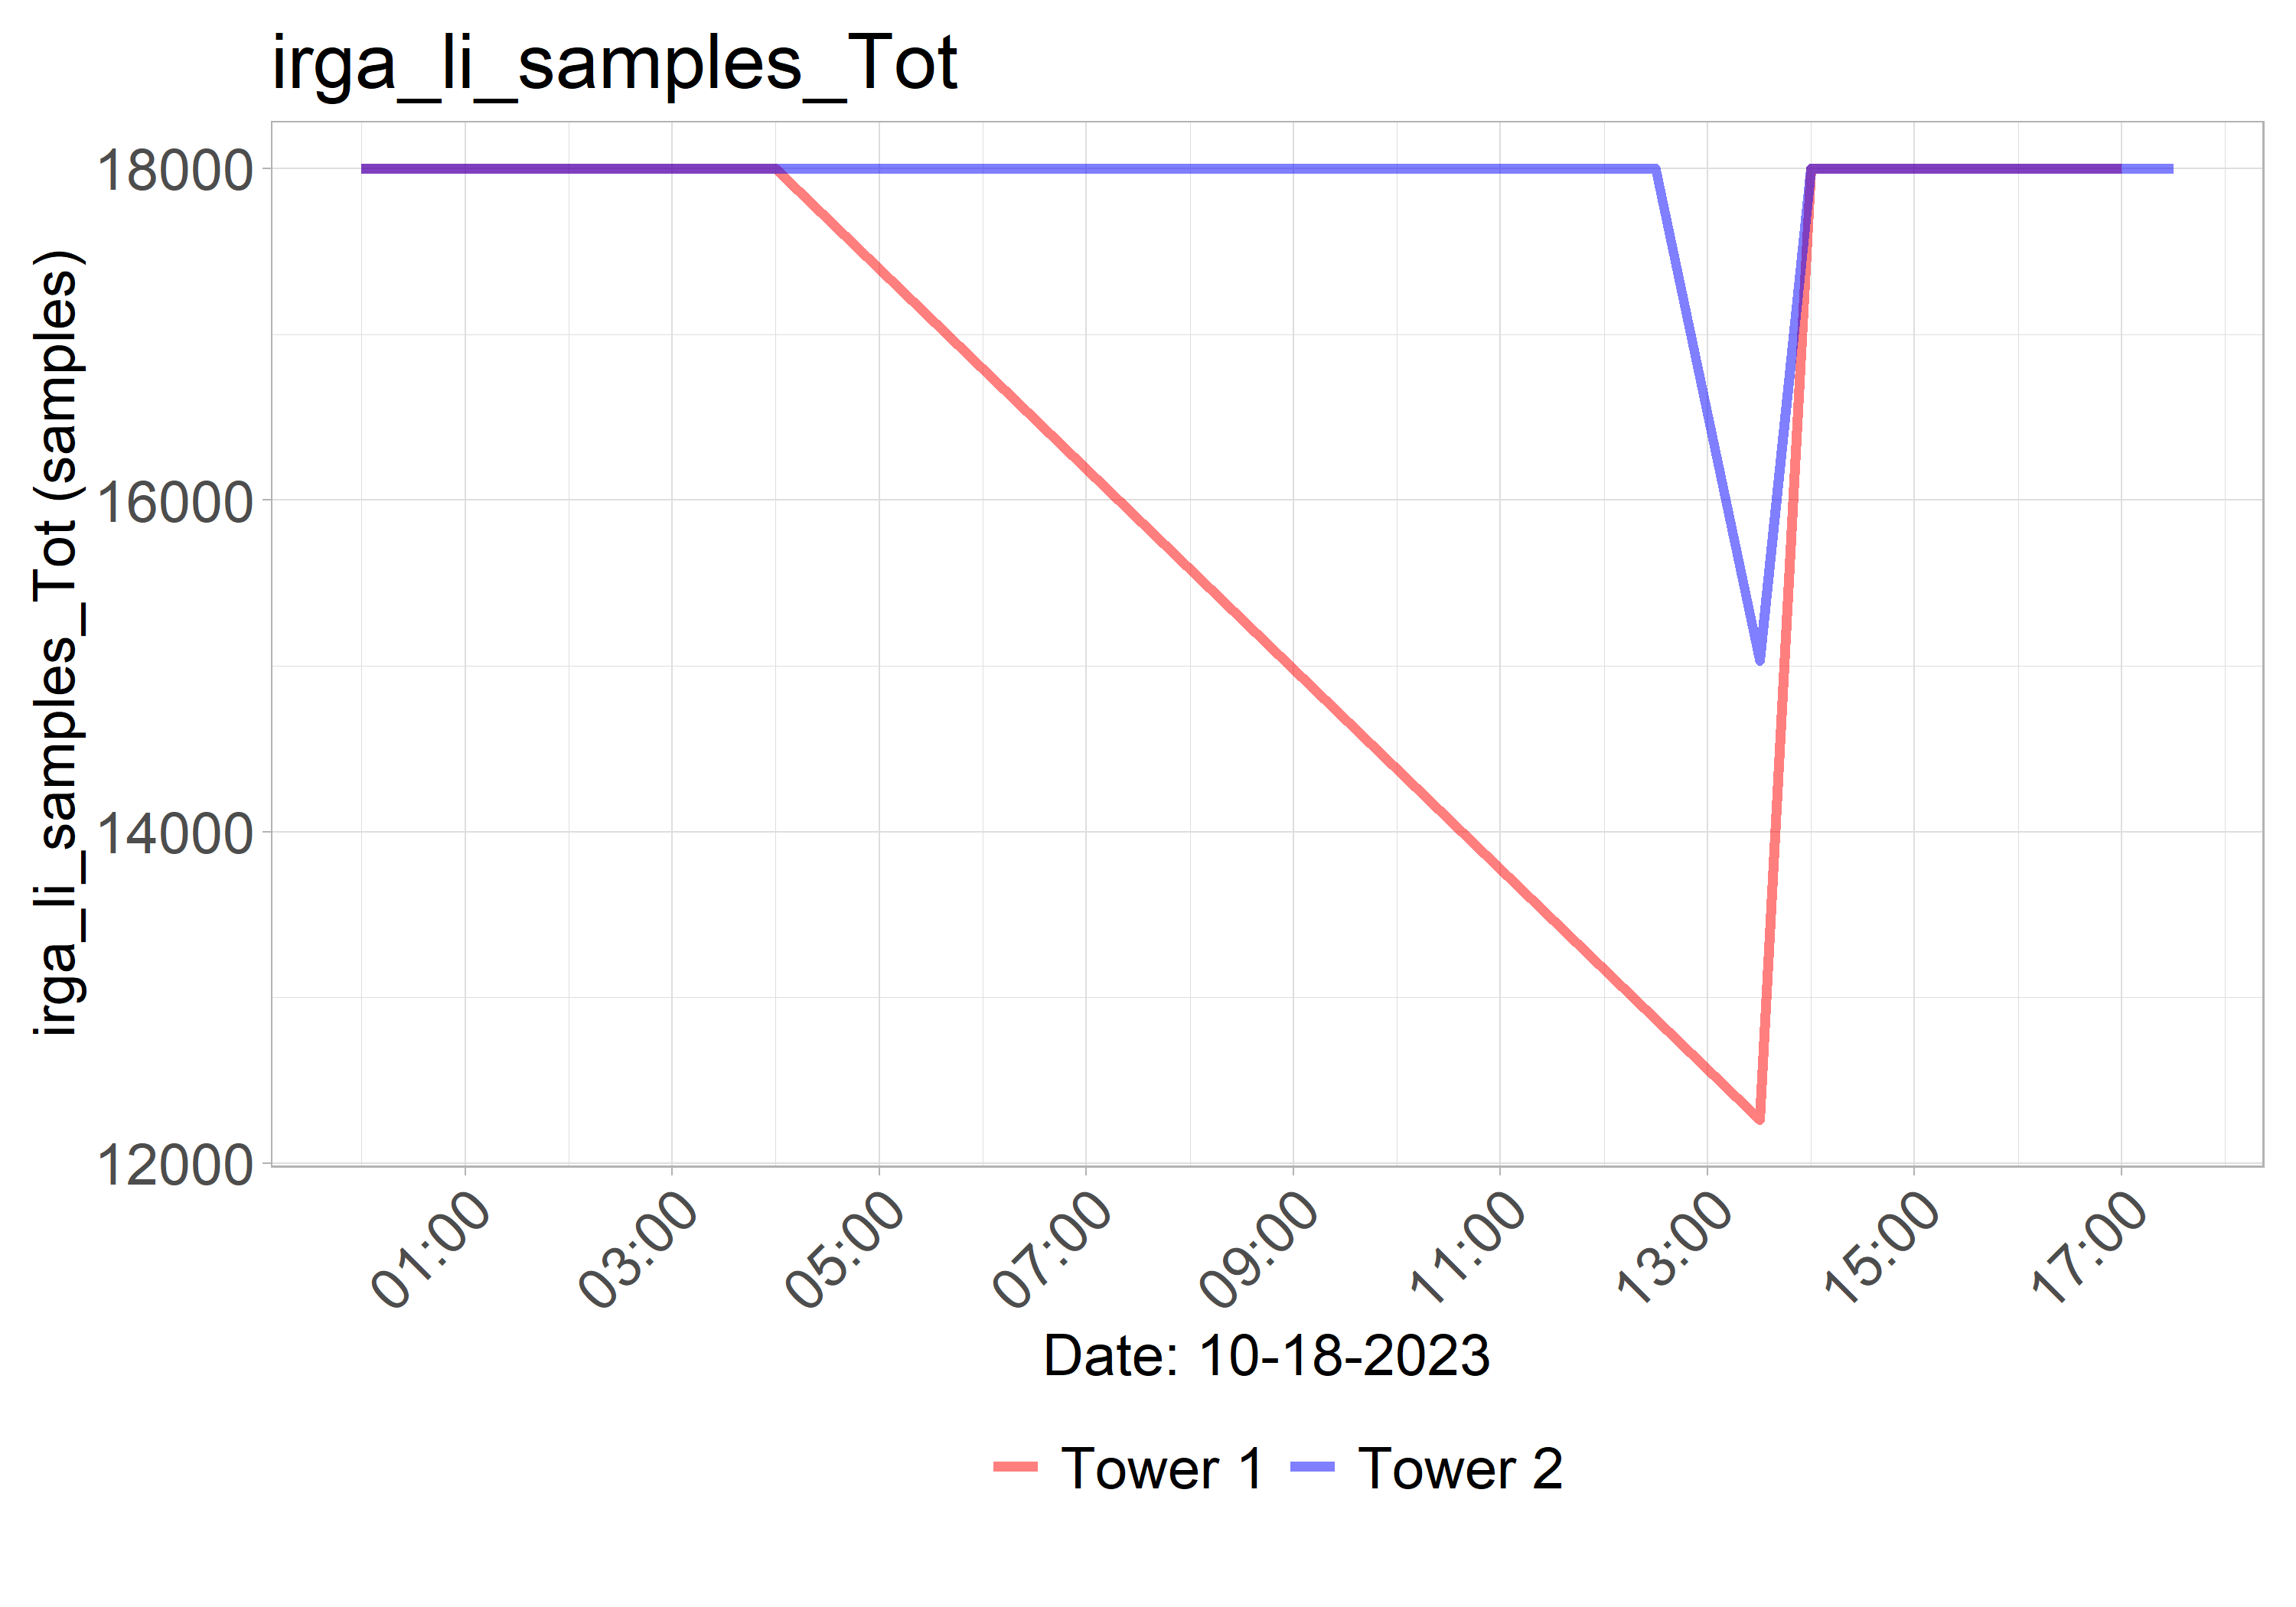 irga_li_samples_Tot
irga_li_samples_Tot (samples)
18000
16000
14000
12000
01:00
03:00
05:00
07:00
09:00
11:00
13:00
15:00
17:00
Date: 10-18-2023
Tower 1
Tower 2